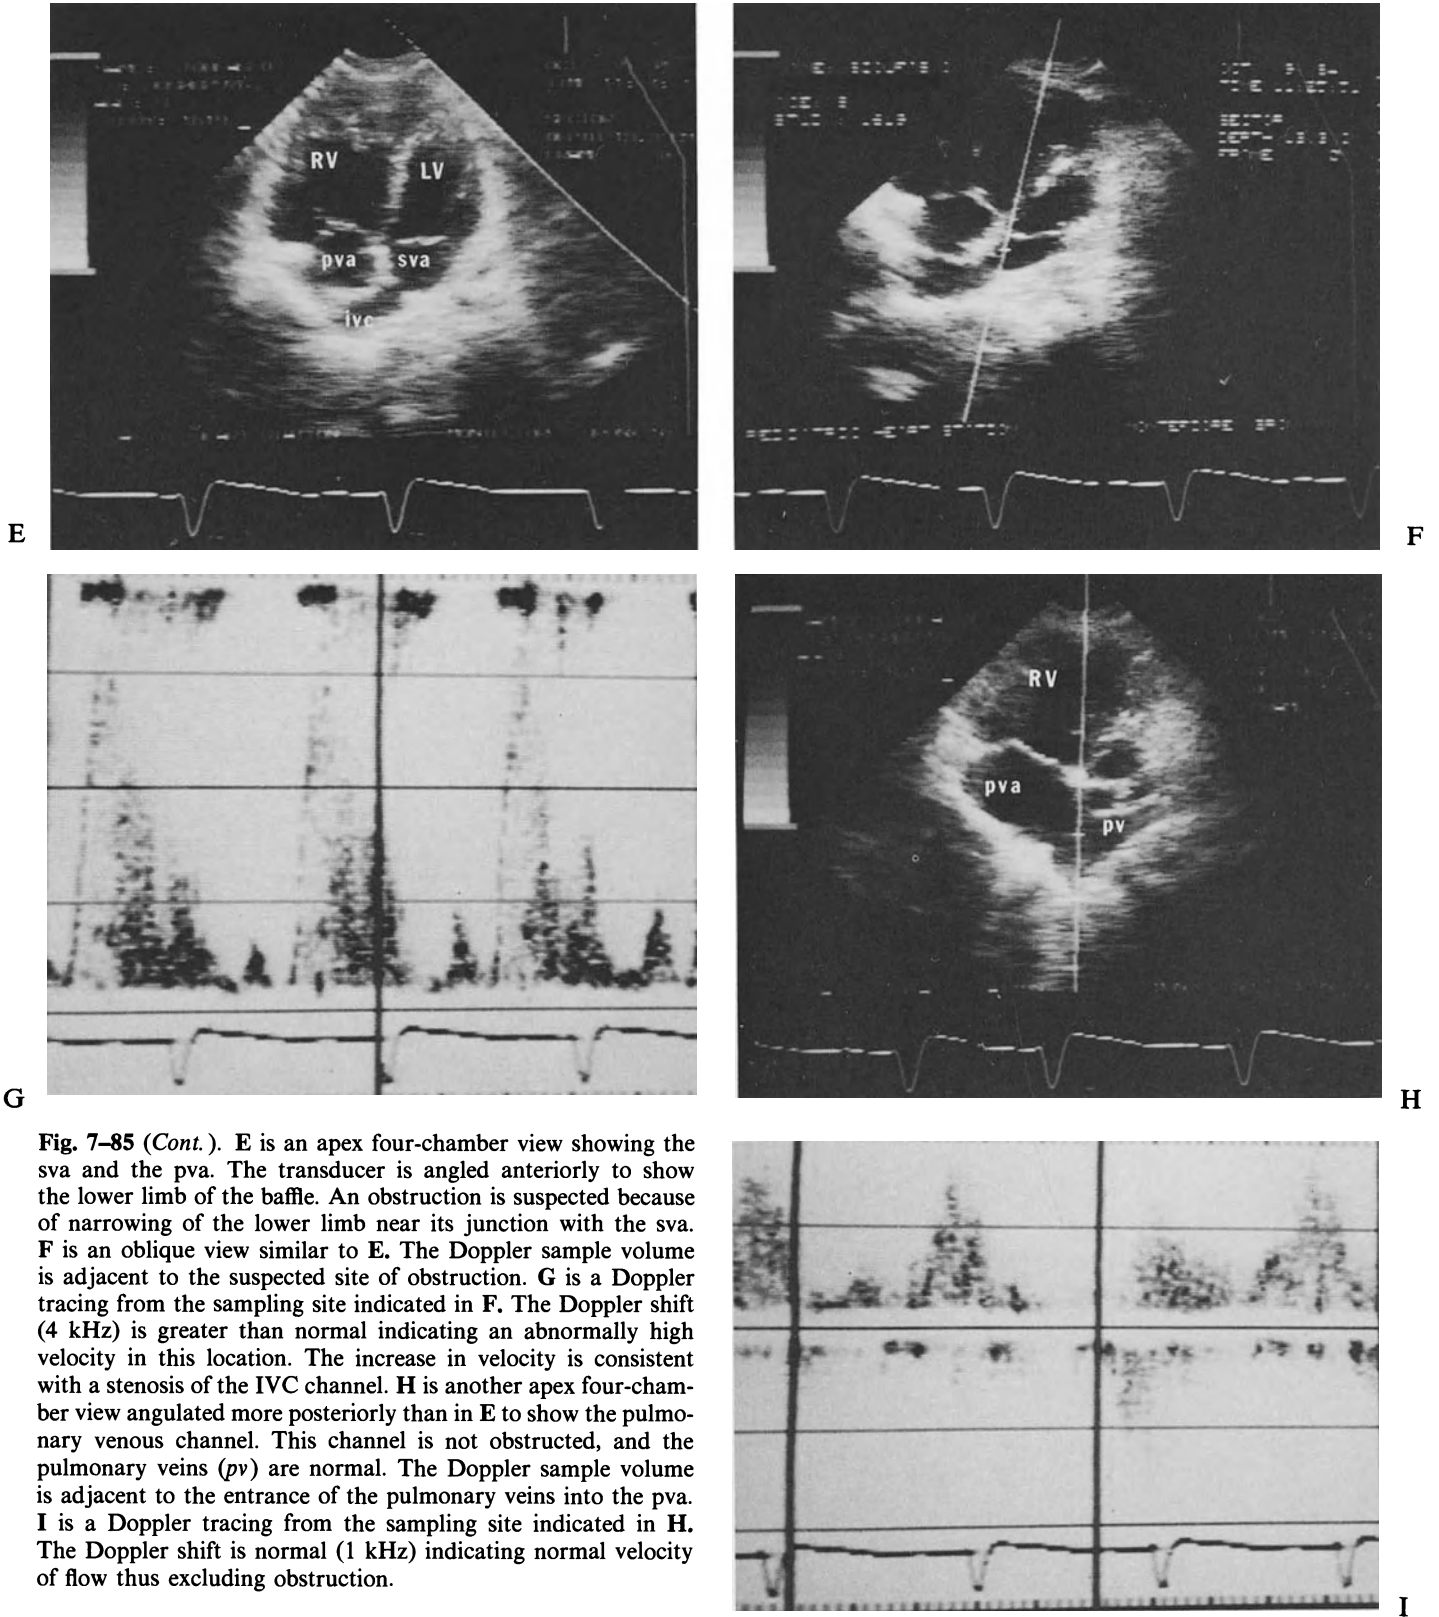 RV
LV
pva
sva
ivc
E
F
RV
pva
pv
G
H
Fig. 7–85 (Cont.). E is an apex four-chamber view showing the
sva and the pva. The transducer is angled anteriorly to show
the lower limb of the baffle. An obstruction is suspected because
of narrowing of the lower limb near its junction with the sva.
F is an oblique view similar to E. The Doppler sample volume
is adjacent to the suspected site of obstruction. G is a Doppler
tracing from the sampling site indicated in F. The Doppler shift
(4 kHz) is greater than normal indicating an abnormally high
velocity in this location. The increase in velocity is consistent
with a stenosis of the IVC channel. H is another apex four-cham-
ber view angulated more posteriorly than in E to show the pulmo-
nary venous channel. This channel is not obstructed, and the
pulmonary veins (pv) are normal. The Doppler sample volume
is adjacent to the entrance of the pulmonary veins into the pva.
I is a Doppler tracing from the sampling site indicated in H.
The Doppler shift is normal (1 kHz) indicating normal velocity
of flow thus excluding obstruction.
I